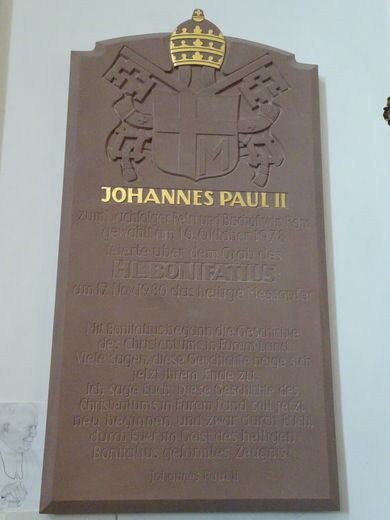 M
JOHANNES PAUL II
zum Nachfolger Petri und Bischof von Rom
gewählt am 16. Oktober 1978
feierte über dem Grab des
HL. BONIFATIUS
am 17. Nov. 1980 das heilige Messopfer
Mit Bonifatius begann die Geschichte
des Christentums in Eurem Land.
Viele sagen, diese Geschichte neige sich
jetzt ihrem Ende zu.
Ich sage Euch: Diese Geschichte des
Christentums in Eurem Land soll jetzt
neu beginnen, und zwar durch Euch,
durch Euer im Geist des heiligen
Bonifatius geformtes Zeugnis!
Johannes Paul II